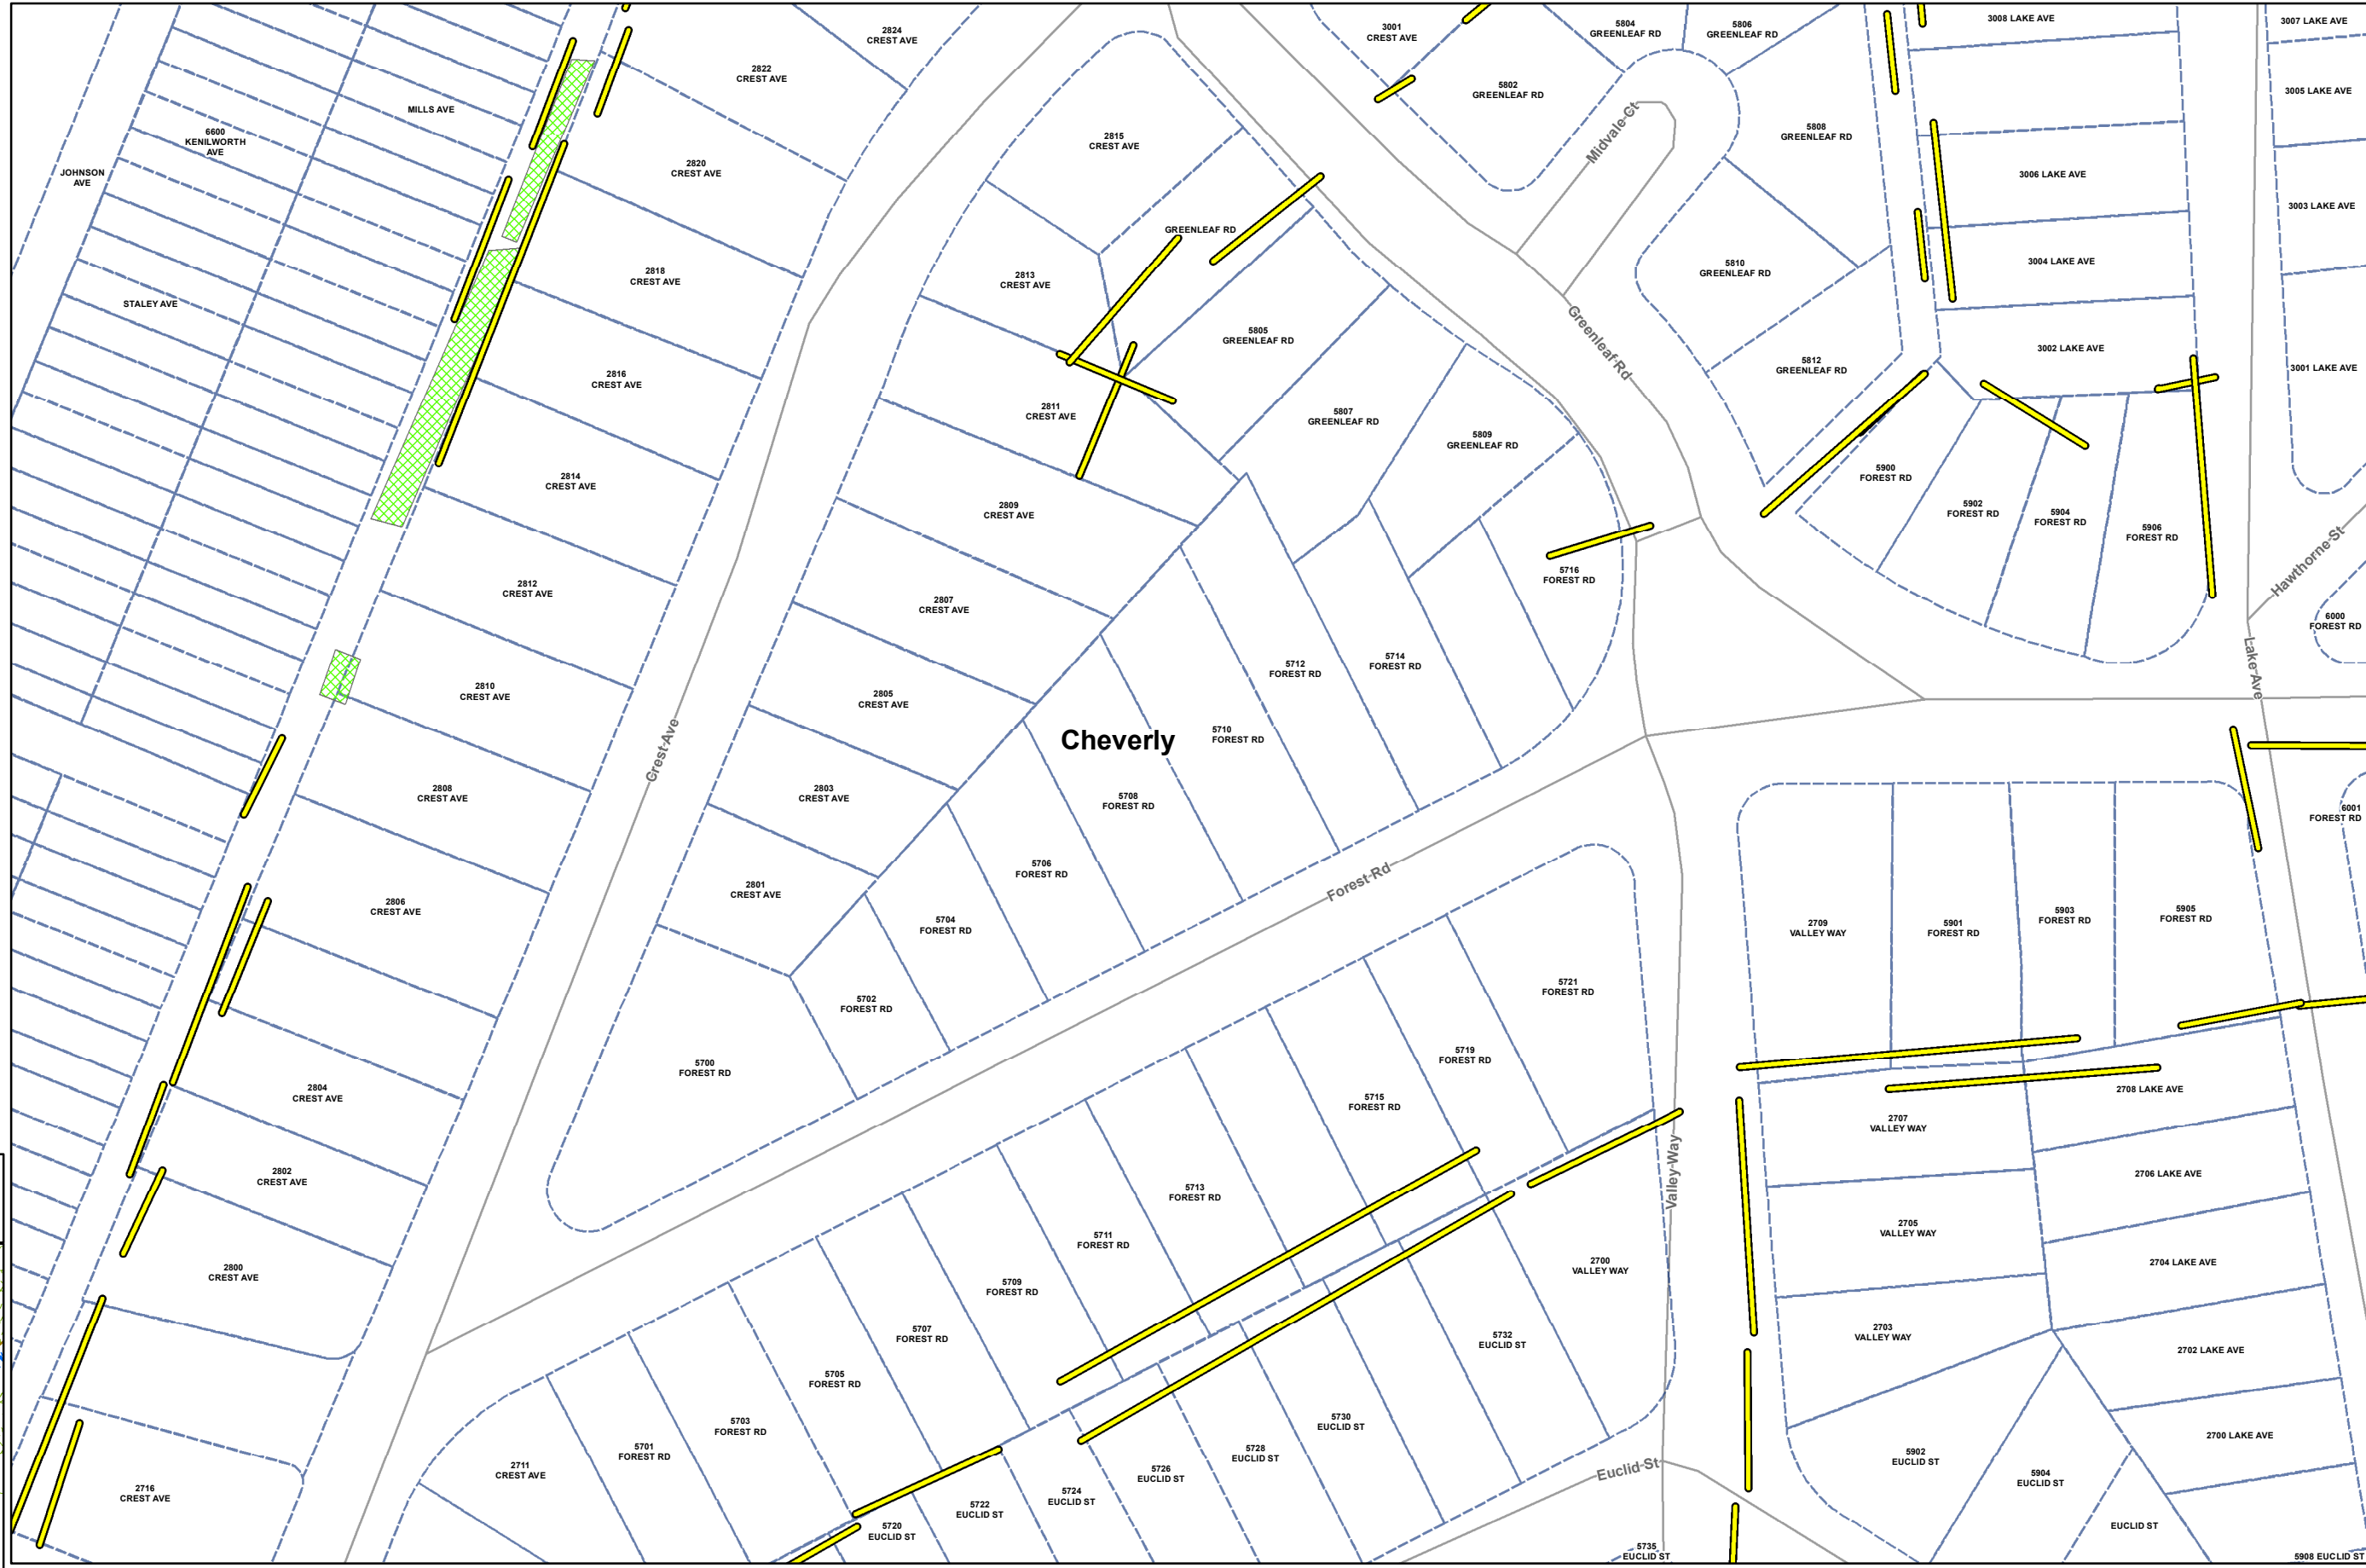 2824
CREST AVE
3001
CREST AVE
5804
GREENLEAF RD
5806
GREENLEAF RD
3008 LAKE AVE
3007 LAKE AVE
2822
CREST AVE
5802
GREENLEAF RD
3005 LAKE AVE
MILLS AVE
6600
KENILWORTH
AVE
2815
CREST AVE
Midvale Ct
5808
GREENLEAF RD
JOHNSON
AVE
2820
CREST AVE
3006 LAKE AVE
3003 LAKE AVE
GREENLEAF RD
2818
CREST AVE
2813
CREST AVE
5810
GREENLEAF RD
3004 LAKE AVE
STALEY AVE
5805
GREENLEAF RD
Greenleaf Rd
3002 LAKE AVE
5812
GREENLEAF RD
3001 LAKE AVE
2816
CREST AVE
2811
CREST AVE
5807
GREENLEAF RD
5809
GREENLEAF RD
5900
FOREST RD
2814
CREST AVE
2809
CREST AVE
5902
FOREST RD
5904
FOREST RD
5906
FOREST RD
Hawthorne St
5716
FOREST RD
2812
CREST AVE
2807
CREST AVE
6000
FOREST RD
5712
FOREST RD
5714
FOREST RD
Lake Ave
2810
CREST AVE
2805
CREST AVE
Crest Ave
Cheverly
5710
FOREST RD
2808
CREST AVE
2803
CREST AVE
5708
FOREST RD
6001
FOREST RD
5706
FOREST RD
Forest Rd
2801
CREST AVE
2806
CREST AVE
5704
FOREST RD
2709
VALLEY WAY
5901
FOREST RD
5903
FOREST RD
5905
FOREST RD
5721
FOREST RD
5702
FOREST RD
5700
FOREST RD
5719
FOREST RD
2804
CREST AVE
5715
FOREST RD
2708 LAKE AVE
2707
VALLEY WAY
Valley Way
2802
CREST AVE
5713
FOREST RD
2706 LAKE AVE
5711
FOREST RD
2705
VALLEY WAY
2800
CREST AVE
2700
VALLEY WAY
2704 LAKE AVE
5709
FOREST RD
5707
FOREST RD
5732
EUCLID ST
2703
VALLEY WAY
2702 LAKE AVE
5705
FOREST RD
5703
FOREST RD
5730
EUCLID ST
5701
FOREST RD
5728
EUCLID ST
2700 LAKE AVE
2711
CREST AVE
5726
EUCLID ST
Euclid St
5902
EUCLID ST
5904
EUCLID ST
2716
CREST AVE
5724
EUCLID ST
5722
EUCLID ST
5720
EUCLID ST
EUCLID ST
5735
EUCLID ST
5908 EUCLID ST